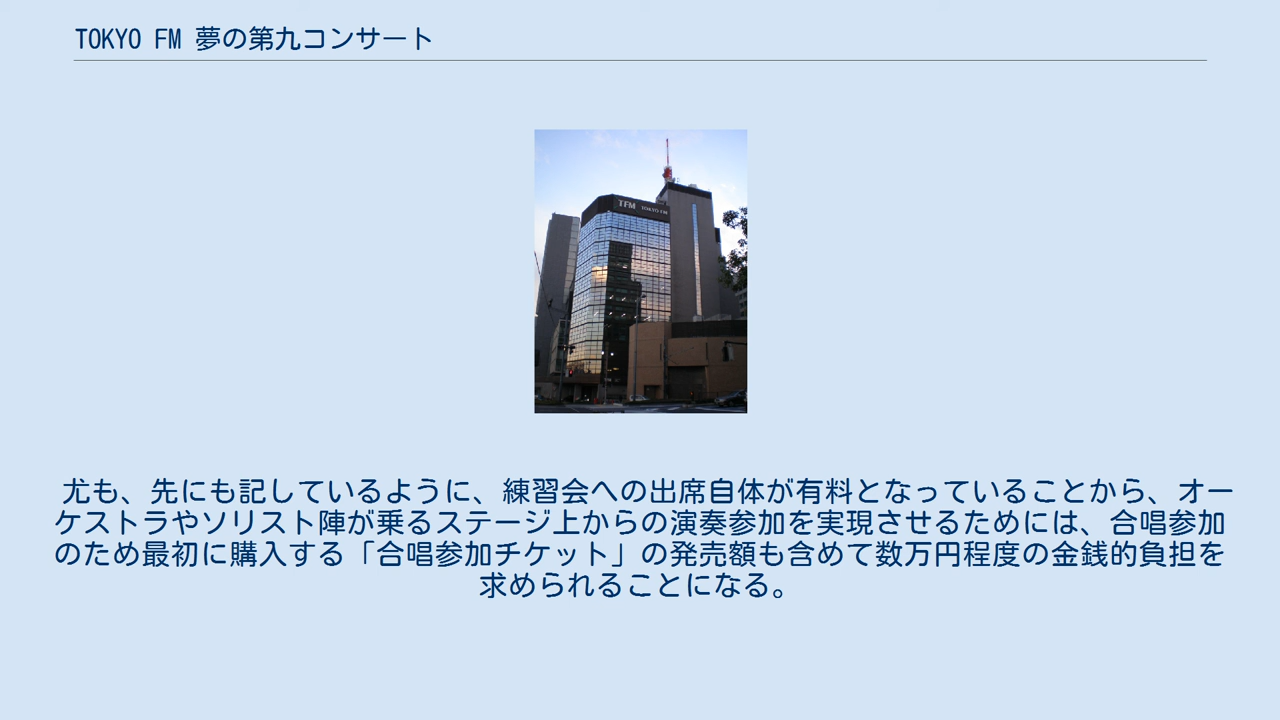 TOKYO FM 夢の第九コンサート
TFM TOKYO FM
尤も、先にも記しているように、練習会への出席自体が有料となっていることから、オー
ケストラやソリスト陣が乗るステージ上からの演奏参加を実現させるためには、合唱参加
のため最初に購入する「合唱参加チケット」の発売額も含めて数万円程度の金銭的負担を
求められることになる。